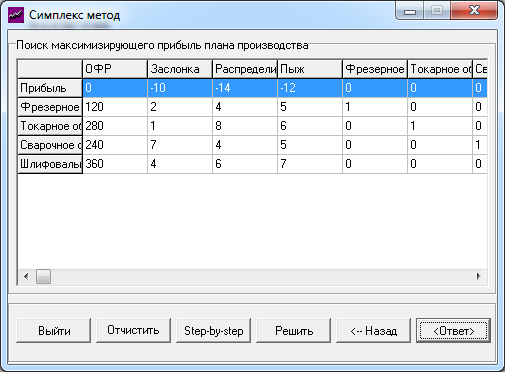 Симплекс метод
Поиск максимизирующего прибыль плана производства
ОФР Заслонка Распредели Пыж Фрезерное Токарное об Св
Прибыль 0 -10 -14 -12 0 0 0
Фрезерное 120 2 4 5 1 0 0
Токарное об 280 1 8 6 0 1 0
Сварочное о 240 7 4 5 0 0 1
Шлифоваль 360 4 6 7 0 0 0
Выйти Отчистить Step-by-step Решить <-- Назад <Ответ>